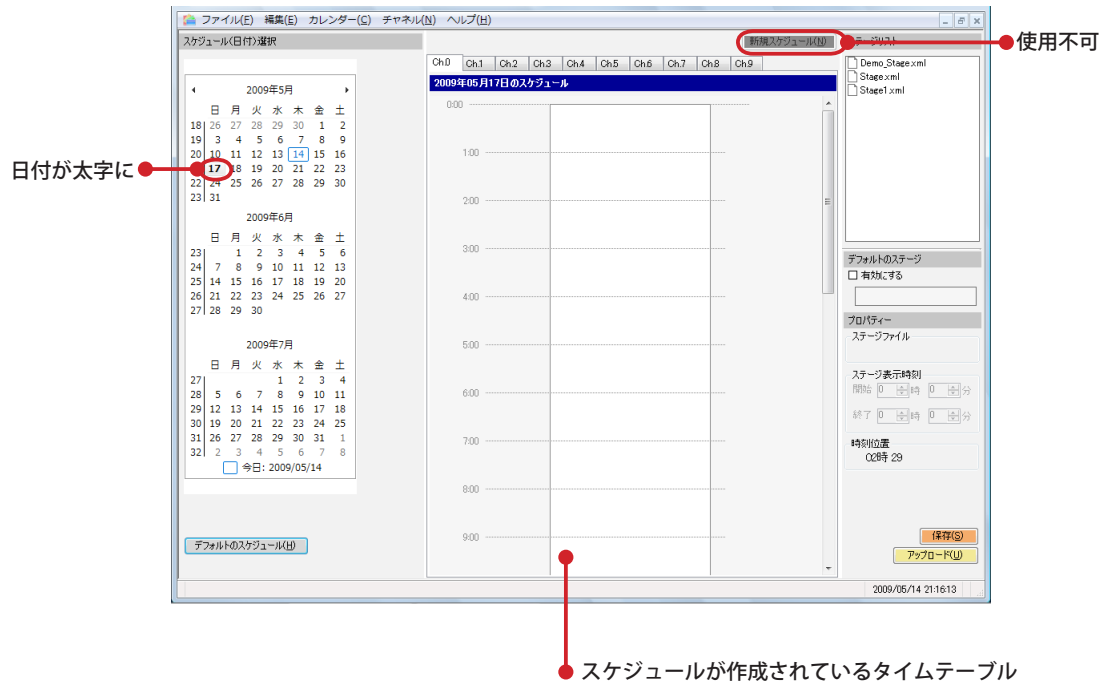 ファイル(F) 編集(E) カレンダー(C) チャネル(N) ヘルプ(H)
スケジュール(日付)選択
新規スケジュール(N)
使用不可
Ch.0 Ch.1 Ch.2 Ch.3 Ch.4 Ch.5 Ch.6 Ch.7 Ch.8 Ch.9
2009年05月17日のスケジュール
Demo_Stage.xml
Stage.xml
Stage1.xml
2009年5月
日 月 火 水 木 金 土
18 26 27 28 29 30 1 2
19 3 4 5 6 7 8 9
20 10 11 12 13 14 15 16
17 18 19 20 21 22 23
22 24 25 26 27 28 29 30
23 31
日付が太字に
2009年6月
日 月 火 水 木 金 土
23 1 2 3 4 5 6
24 7 8 9 10 11 12 13
25 14 15 16 17 18 19 20
26 21 22 23 24 25 26 27
27 28 29 30
2009年7月
日 月 火 水 木 金 土
27 1 2 3 4
28 5 6 7 8 9 10 11
29 12 13 14 15 16 17 18
30 19 20 21 22 23 24 25
31 26 27 28 29 30 31 1
32 2 3 4 5 6 7 8
今日: 2009/05/14
デフォルトのスケジュール(H)
0:00
1:00
2:00
3:00
4:00
5:00
6:00
7:00
8:00
9:00
デフォルトのステージ
有効にする
プロパティー
ステージファイル
ステージ表示時刻
開始 0 時 0 分
終了 0 時 0 分
時刻位置
02時 29
保存(S)
アップロード(U)
2009/05/14 21:16:13
スケジュールが作成されているタイムテーブル